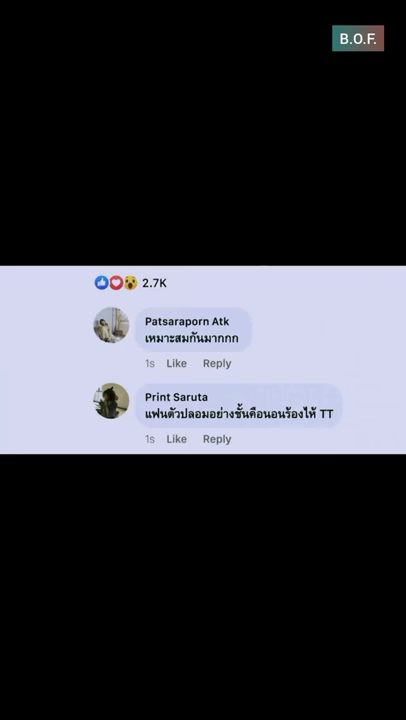 B.O.F.
2.7K
Patsaraporn Atk
เหมาะสมกันมากกก
1s Like Reply
Print Saruta
แฟนตัวปลอมอย่างชั้นคือนอนร้องไห้ TT
1s Like Reply